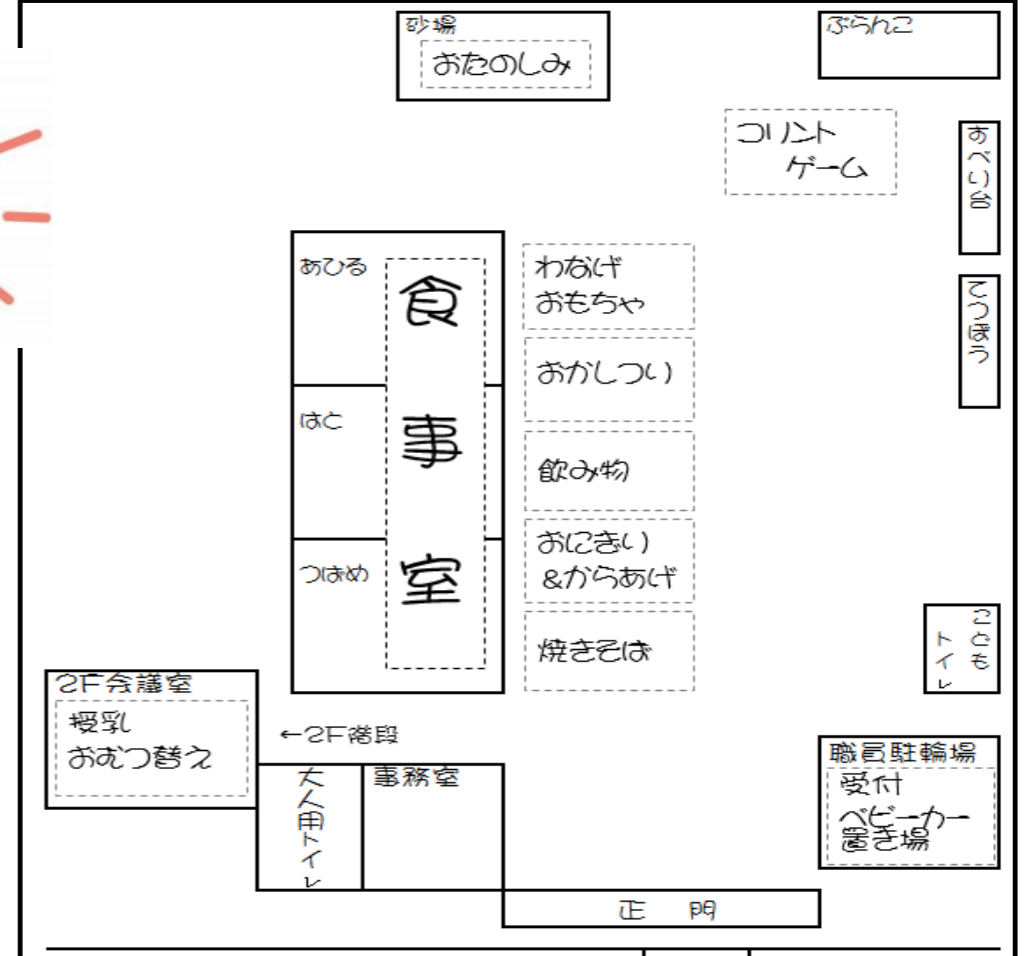 砂場
おたのしみ
ぶらんこ
コリント
ゲーム
すべり台
てつぼう
あひる
はと
つばめ
食事室
わなげ
おもちゃ
おかしつり
飲み物
おにぎり
&からあげ
焼きそば
こども
トイレ
2F会議室
授乳
おむつ替え
←2F階段
大人用トイレ
事務室
職員駐輪場
受付
ベビーカー
置き場
正門